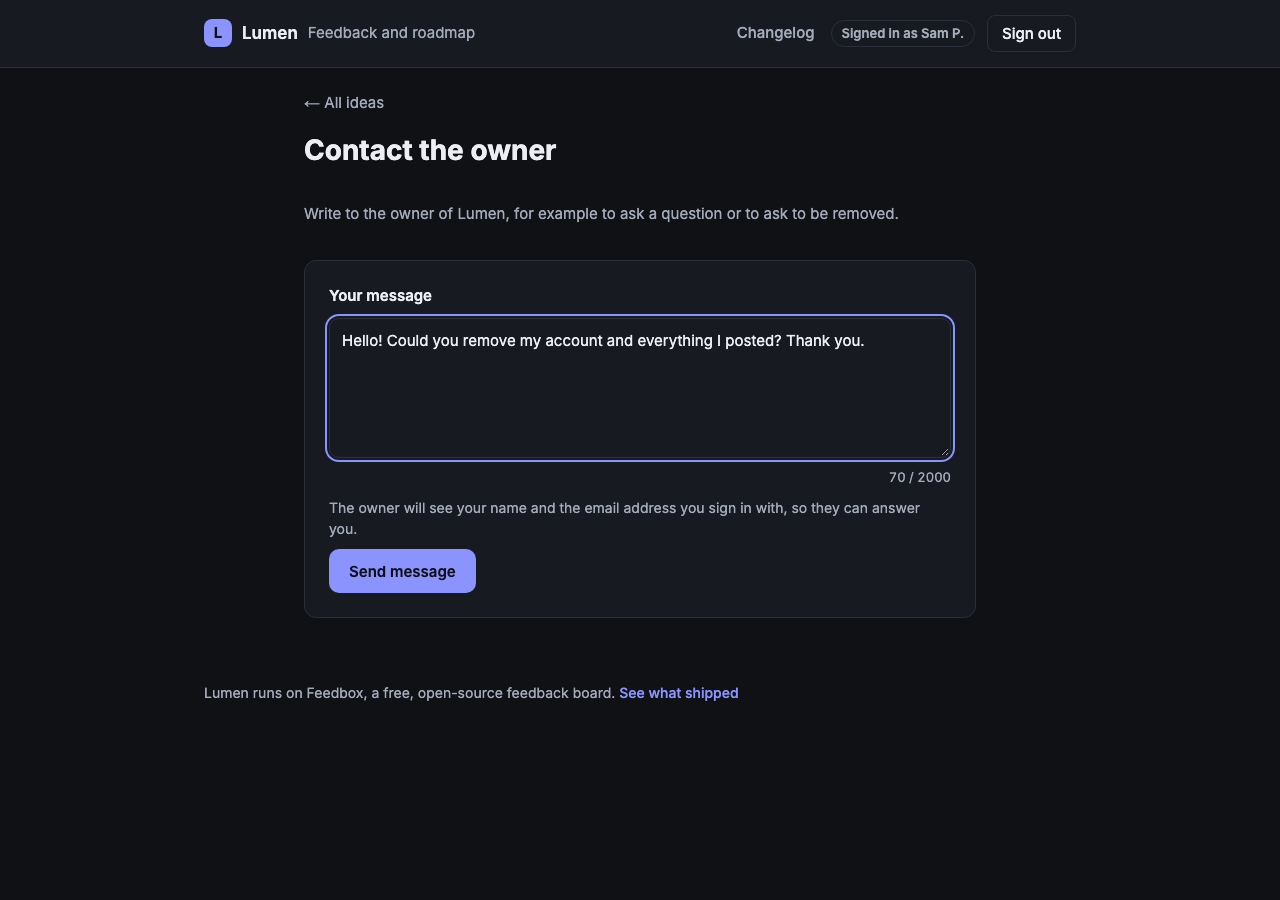 L Lumen Feedback and roadmap Changelog Signed in as Sam P. Sign out
← All ideas
Contact the owner
Write to the owner of Lumen, for example to ask a question or to ask to be removed.
Your message
Hello! Could you remove my account and everything I posted? Thank you.
70 / 2000
The owner will see your name and the email address you sign in with, so they can answer
you.
Send message
Lumen runs on Feedbox, a free, open-source feedback board. See what shipped